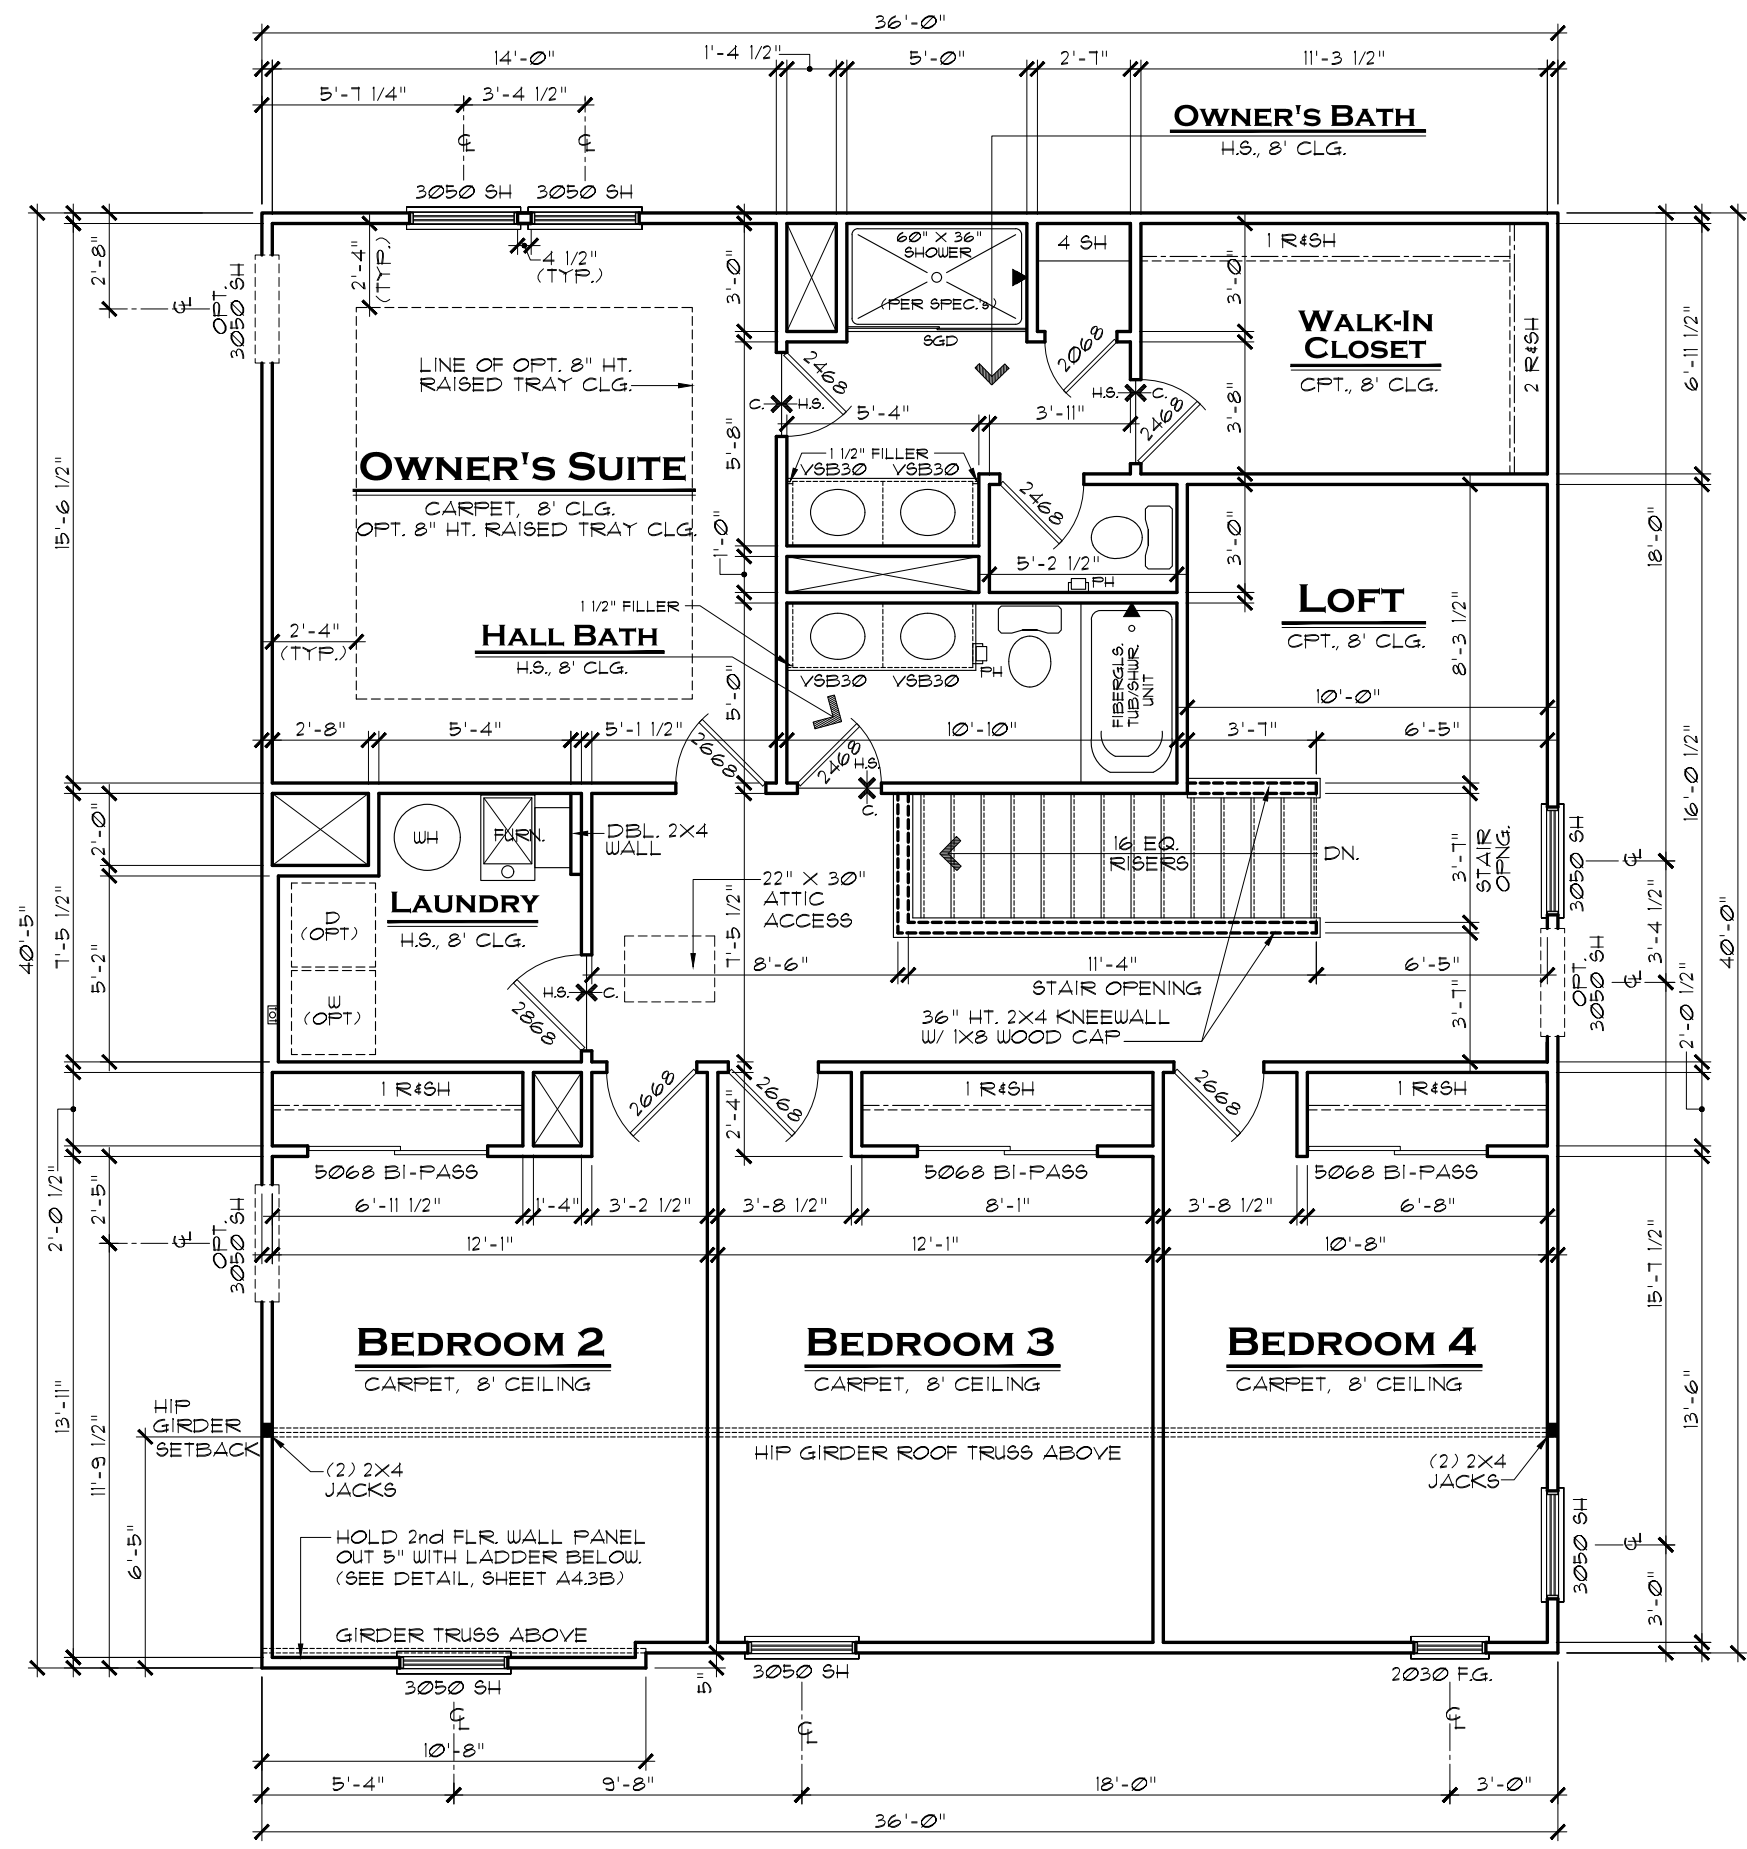 36'-0"
14'-0"
1'-4 1/2"
5'-0"
2'-7"
11'-3 1/2"
5'-7 1/4"
3'-4 1/2"
OWNER'S BATH
H.S., 8' CLG.
3050 SH
3050 SH
2'-8"
OPT.
3050 SH
2'-4"
(TYP.)
4 1/2"
(TYP.)
3'-0"
60" X 36"
SHOWER
(PER SPEC.'s)
SGD
4 SH
2068
1 R&SH
3'-0"
2 R&SH
WALK-IN
CLOSET
CPT., 8' CLG.
6'-11 1/2"
LINE OF OPT. 8" HT.
RAISED TRAY CLG.
2468
C.
H.S.
5'-4"
3'-11"
H.S.
C.
2468
3'-8"
5'-8"
OWNER'S SUITE
CARPET, 8' CLG.
OPT. 8" HT. RAISED TRAY CLG.
15'-6 1/2"
1 1/2" FILLER
VSB30
VSB30
2468
1'-0"
3'-0"
5'-2 1/2"
PH
18'-0"
LOFT
CPT., 8' CLG.
8'-3 1/2"
1 1/2" FILLER
HALL BATH
H.S., 8' CLG.
2'-4"
(TYP.)
VSB30
VSB30
PH
FIBERGLS.
TUB/SHWR.
UNIT
5'-0"
10'-0"
2'-8"
5'-4"
5'-1 1/2"
2668
2468
H.S.
C.
10'-10"
3'-7"
6'-5"
16'-0 1/2"
2'-0"
WH
FURN.
DBL. 2X4
WALL
16 EQ.
RISERS
DN.
3'-7"
STAIR
OPNG.
3050 SH
40'-5"
7'-5 1/2"
LAUNDRY
H.S., 8' CLG.
D
(OPT)
W
(OPT)
5'-2"
22" X 30"
ATTIC
ACCESS
7'-5 1/2"
8'-6"
11'-4"
6'-5"
STAIR OPENING
3'-4 1/2"
40'-0"
OPT.
3050 SH
H.S.
C.
2868
36" HT. 2X4 KNEEWALL
W/ 1X8 WOOD CAP
3'-7"
2'-0 1/2"
1 R&SH
2668
2668
2'-4"
1 R&SH
2668
1 R&SH
5068 BI-PASS
5068 BI-PASS
5068 BI-PASS
2'-0 1/2"
2'-5"
OPT.
3050 SH
6'-11 1/2"
1'-4"
3'-2 1/2"
3'-8 1/2"
8'-1"
3'-8 1/2"
6'-8"
12'-1"
12'-1"
10'-8"
15'-7 1/2"
BEDROOM 2
CARPET, 8' CEILING
BEDROOM 3
CARPET, 8' CEILING
BEDROOM 4
CARPET, 8' CEILING
13'-11"
11'-9 1/2"
13'-6"
HIP
GIRDER
SETBACK
HIP GIRDER ROOF TRUSS ABOVE
(2) 2X4
JACKS
(2) 2X4
JACKS
6'-5"
HOLD 2nd FLR. WALL PANEL
OUT 5" WITH LADDER BELOW.
(SEE DETAIL, SHEET A4.3B)
GIRDER TRUSS ABOVE
3050 SH
3'-0"
3050 SH
5"
3050 SH
2030 F.G.
10'-8"
5'-4"
9'-8"
18'-0"
3'-0"
36'-0"